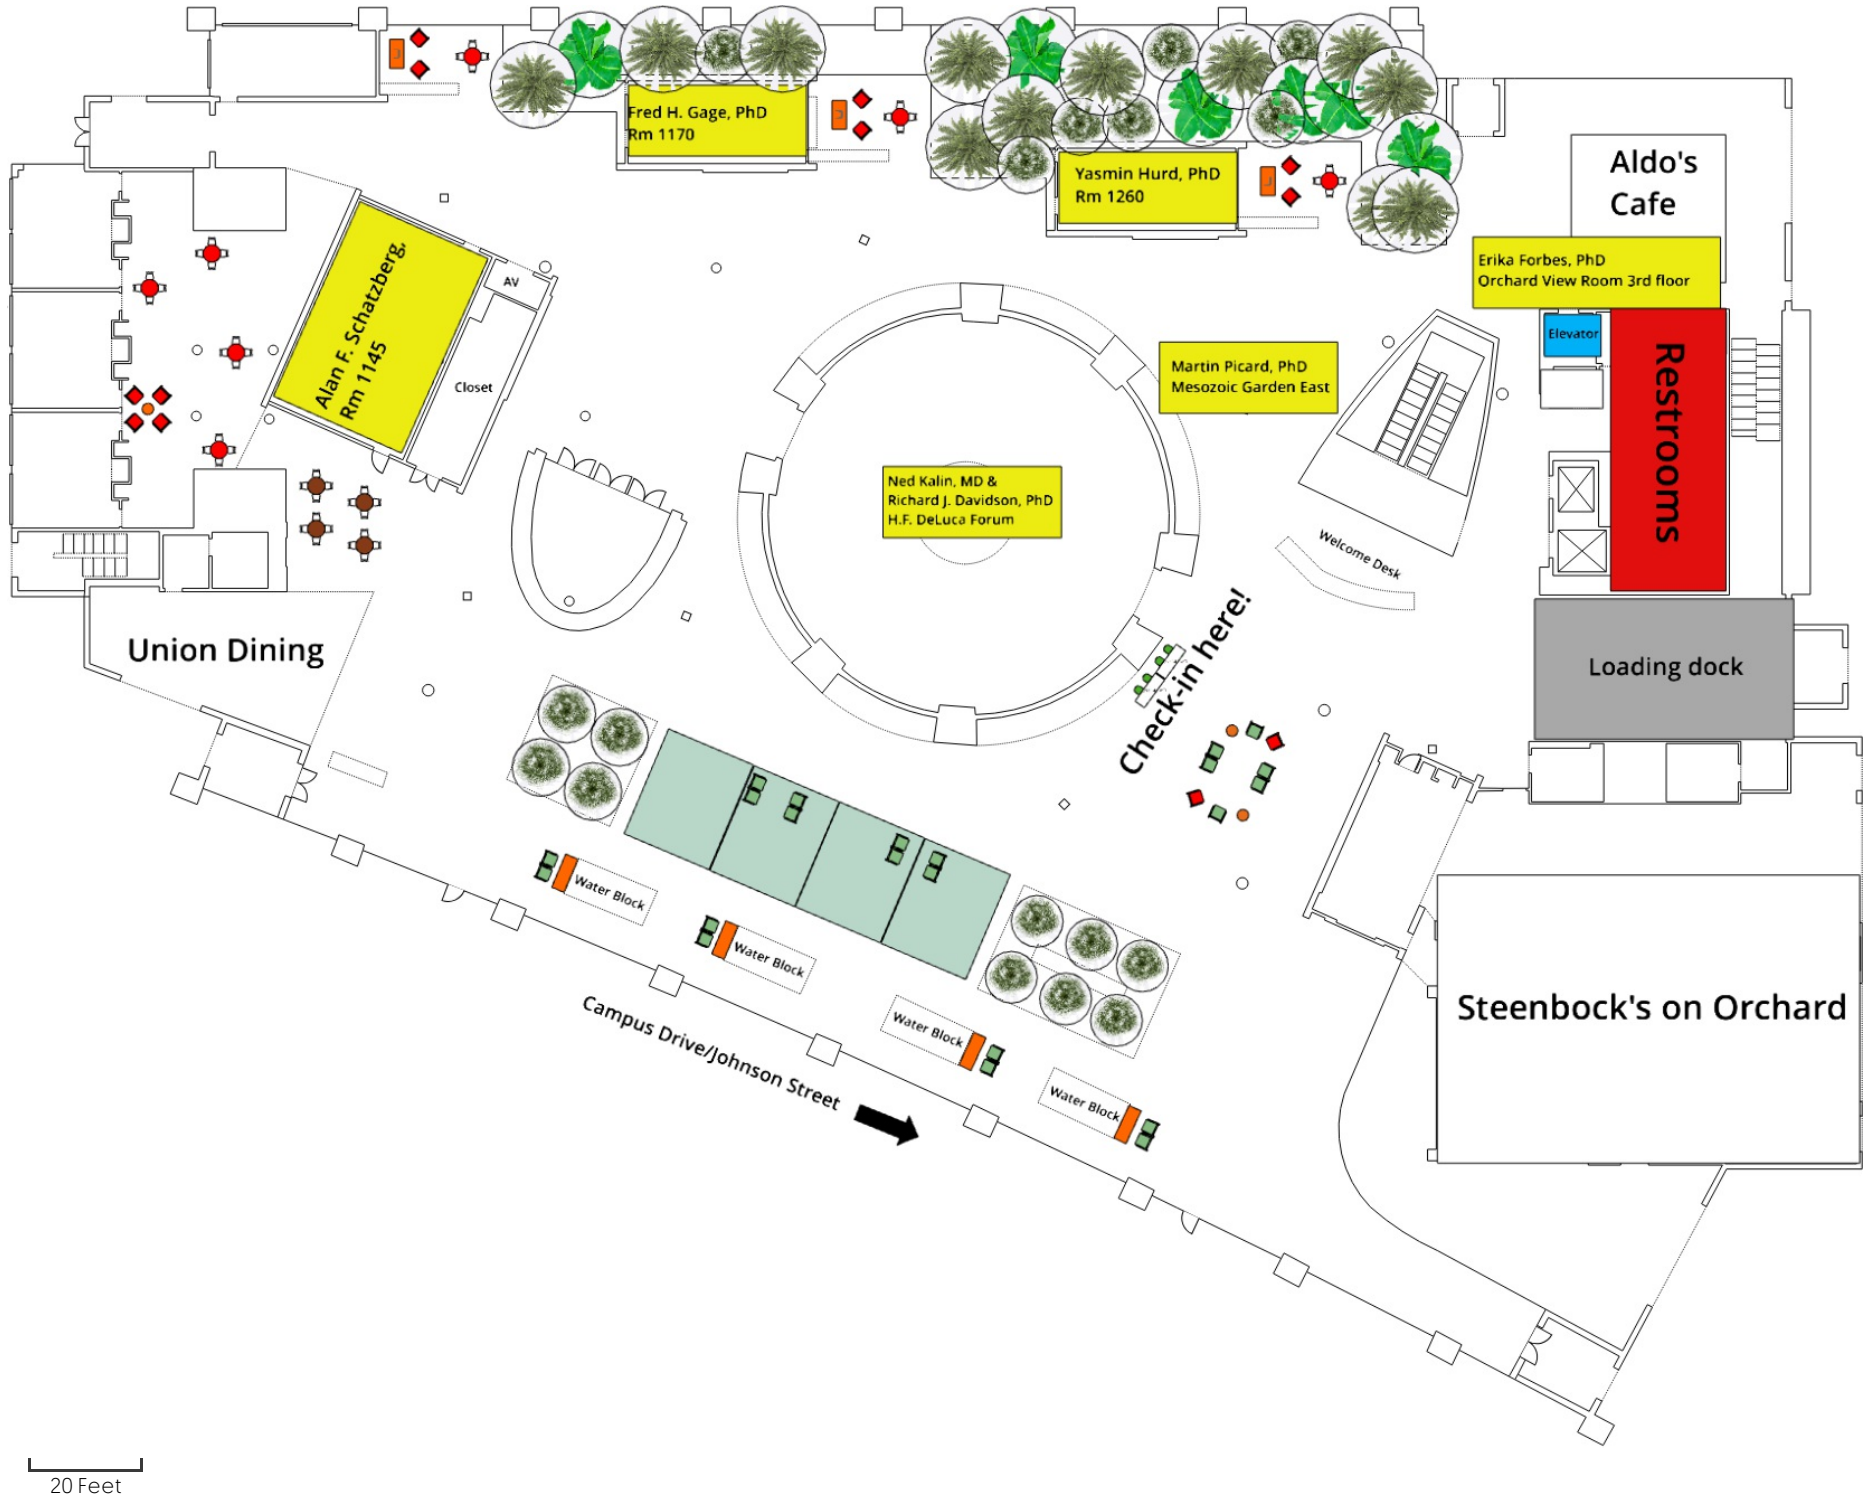 Fred H. Gage, PhD
Rm 1170
Yasmin Hurd, PhD
Rm 1260
Aldo's
Cafe
Erika Forbes, PhD
Orchard View Room 3rd floor
Alan F. Schatzberg,
Rm 1145
AV
Closet
Elevator
Restrooms
Martin Picard, PhD
Mesozoic Garden East
Ned Kalin, MD &
Richard J. Davidson, PhD
H.F. DeLuca Forum
Welcome Desk
Check-in here!
Union Dining
Loading dock
Water Block
Water Block
Water Block
Water Block
Campus Drive/Johnson Street
Steenbock's on Orchard
20 Feet